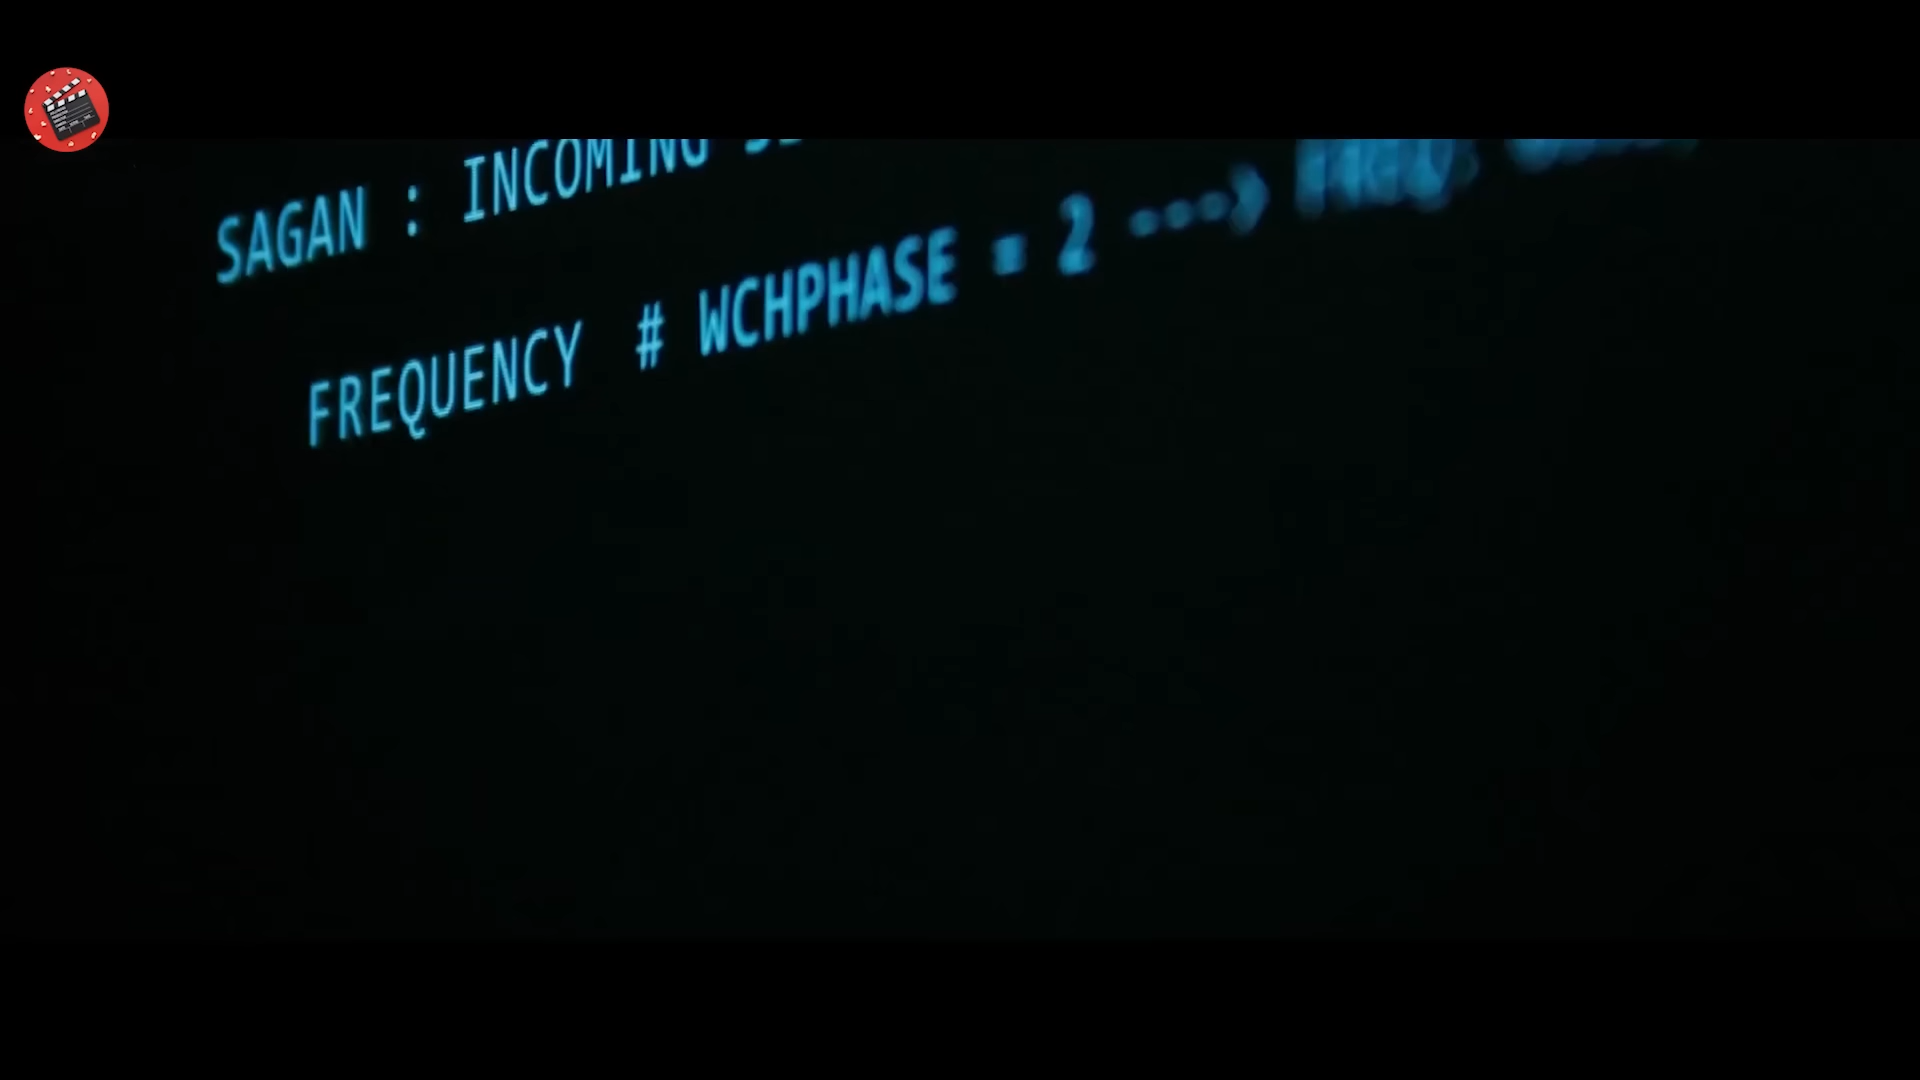 SAGAN : INCOMING
FREQUENCY # WCHPHASE = 2 --->